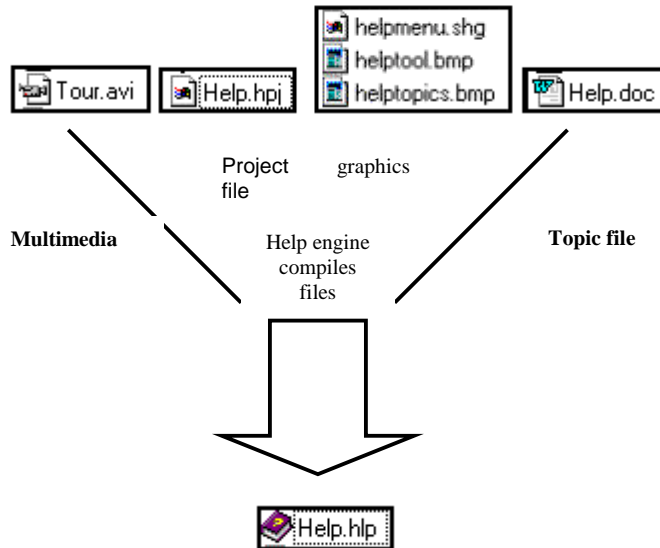 helpmenu.shg
helptool.bmp
helptopics.bmp
Tour.avi
Help.hpj
Help.doc
Project
file
graphics
Multimedia
Topic file
Help engine
compiles
files
Help.hlp